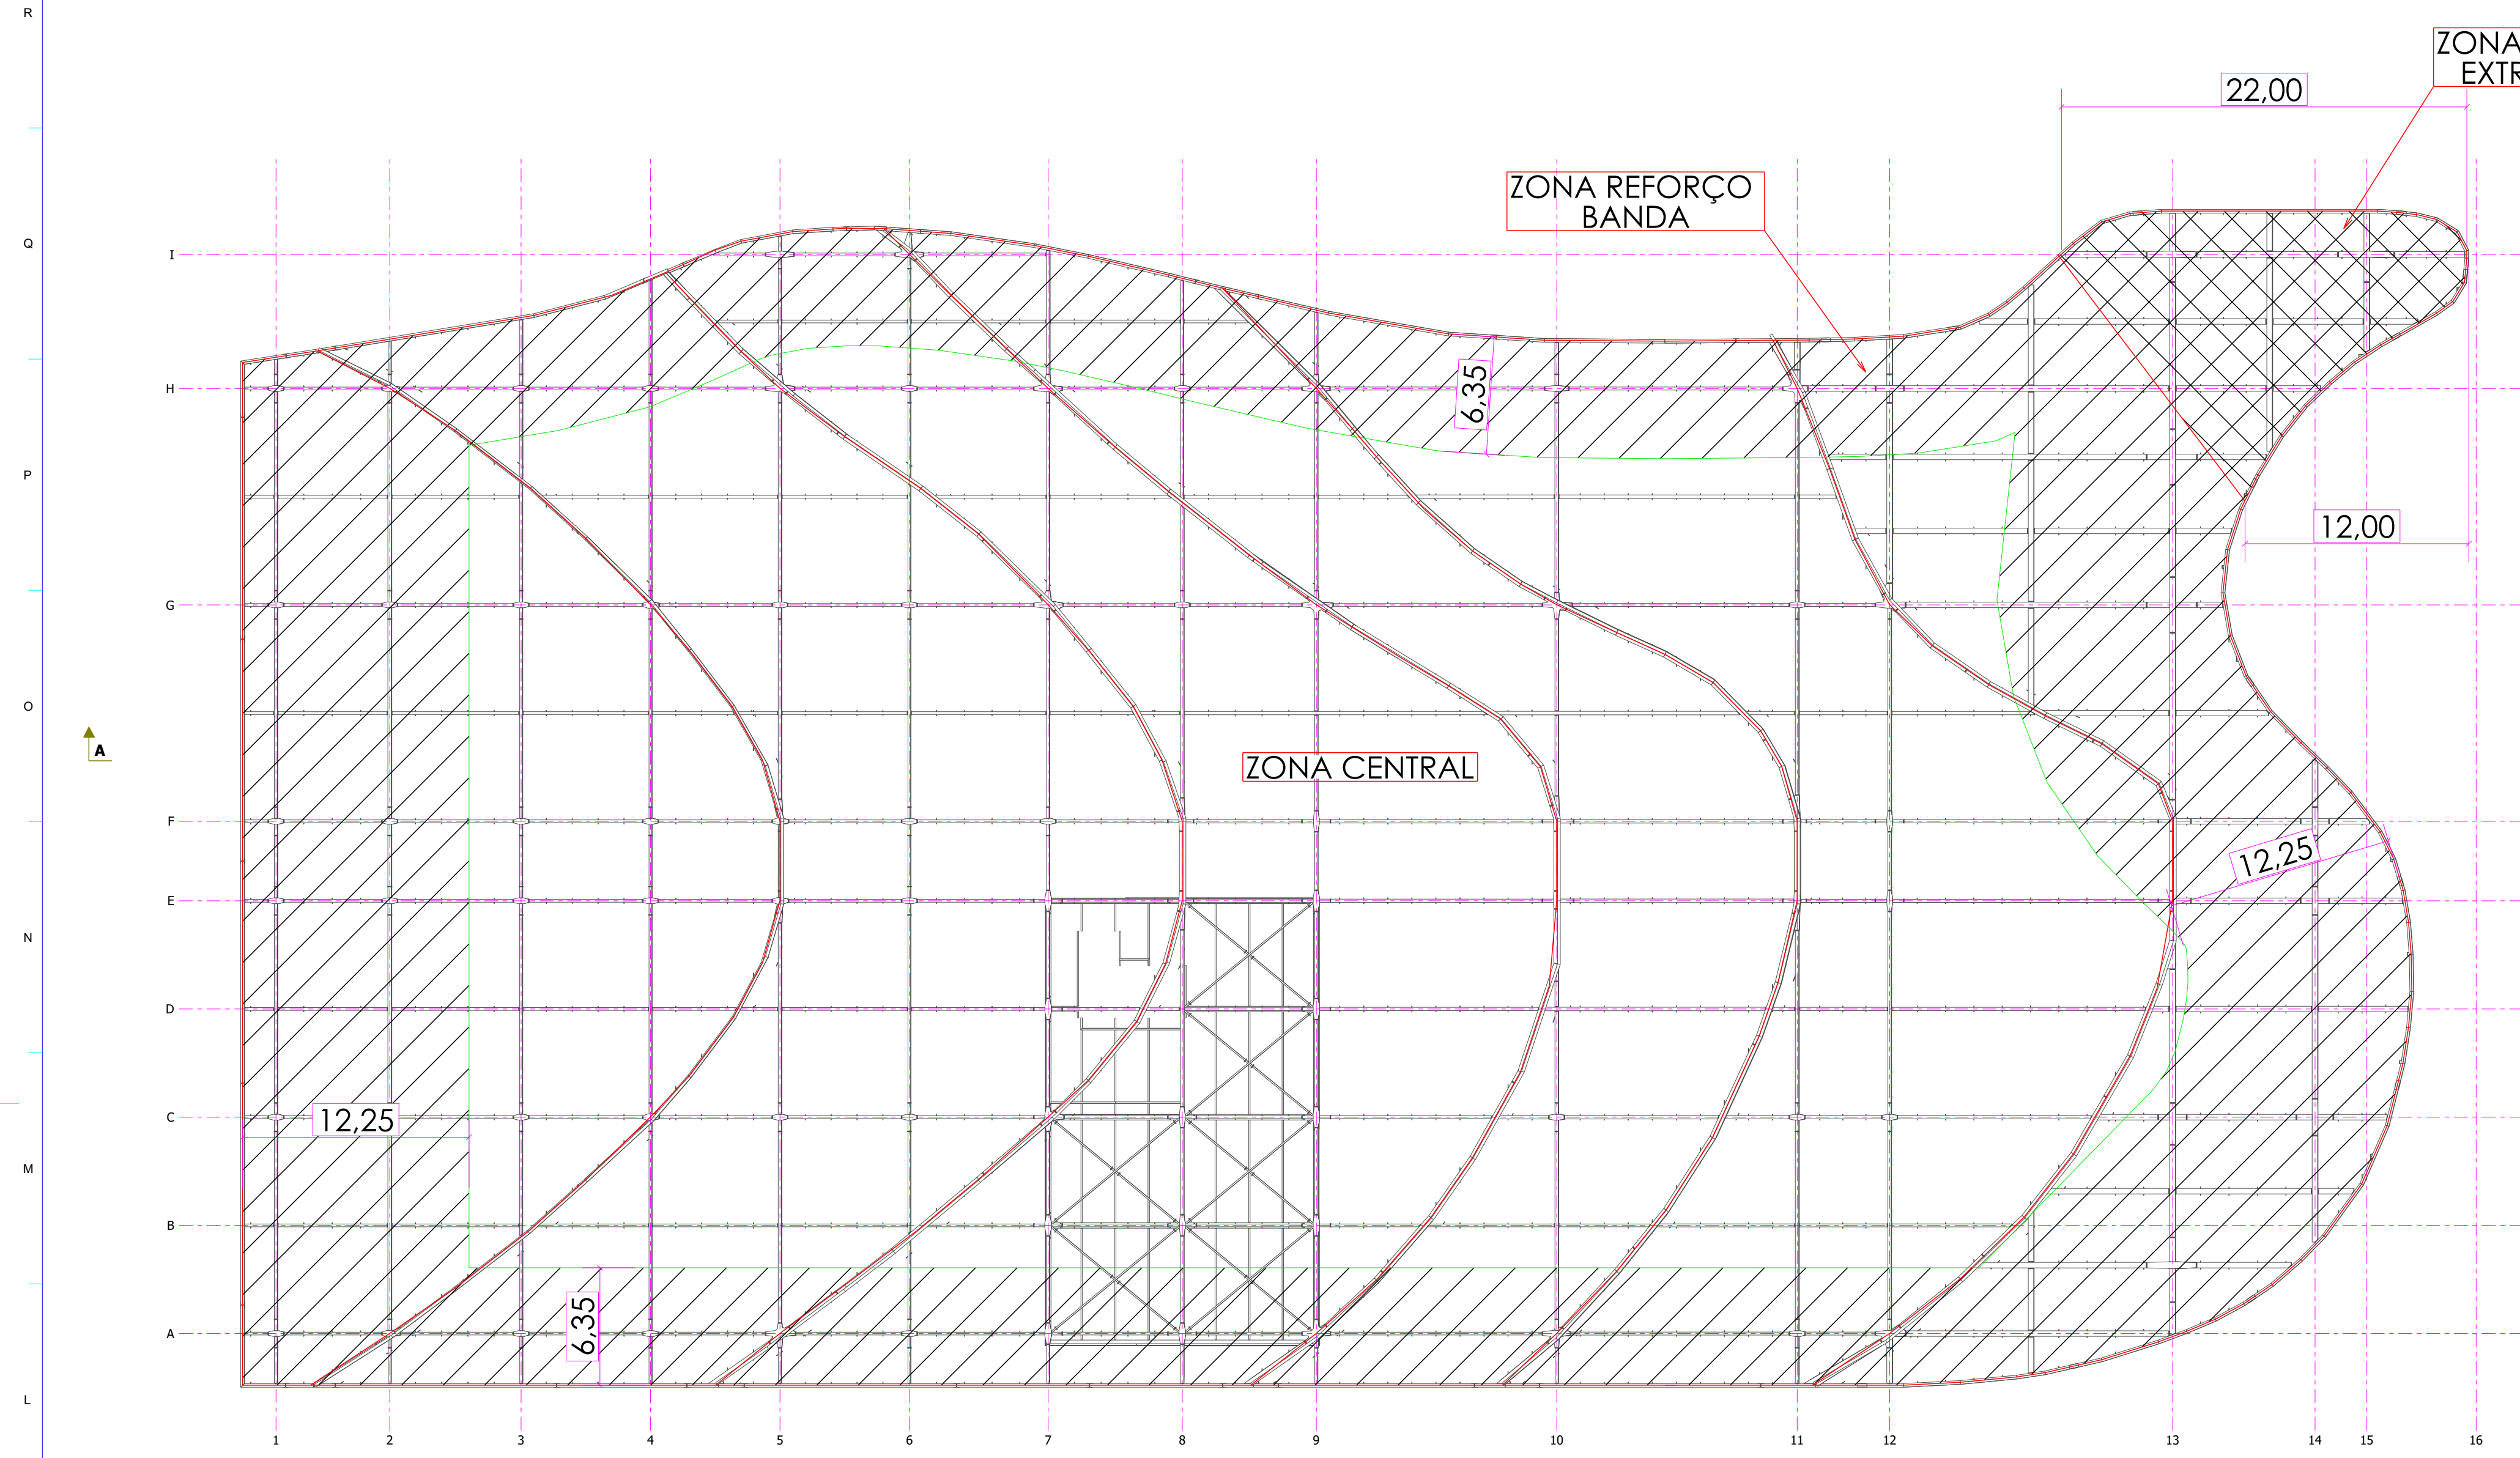 R
ZONA
EXTR
22,00
ZONA REFORÇO
BANDA
Q
I
6,35
H
P
12,00
G
O
A
ZONA CENTRAL
F
12,25
E
N
D
C
12,25
M
B
6,35
A
L
1 2 3 4 5 6 7 8 9 10 11 12 13 14 15 16